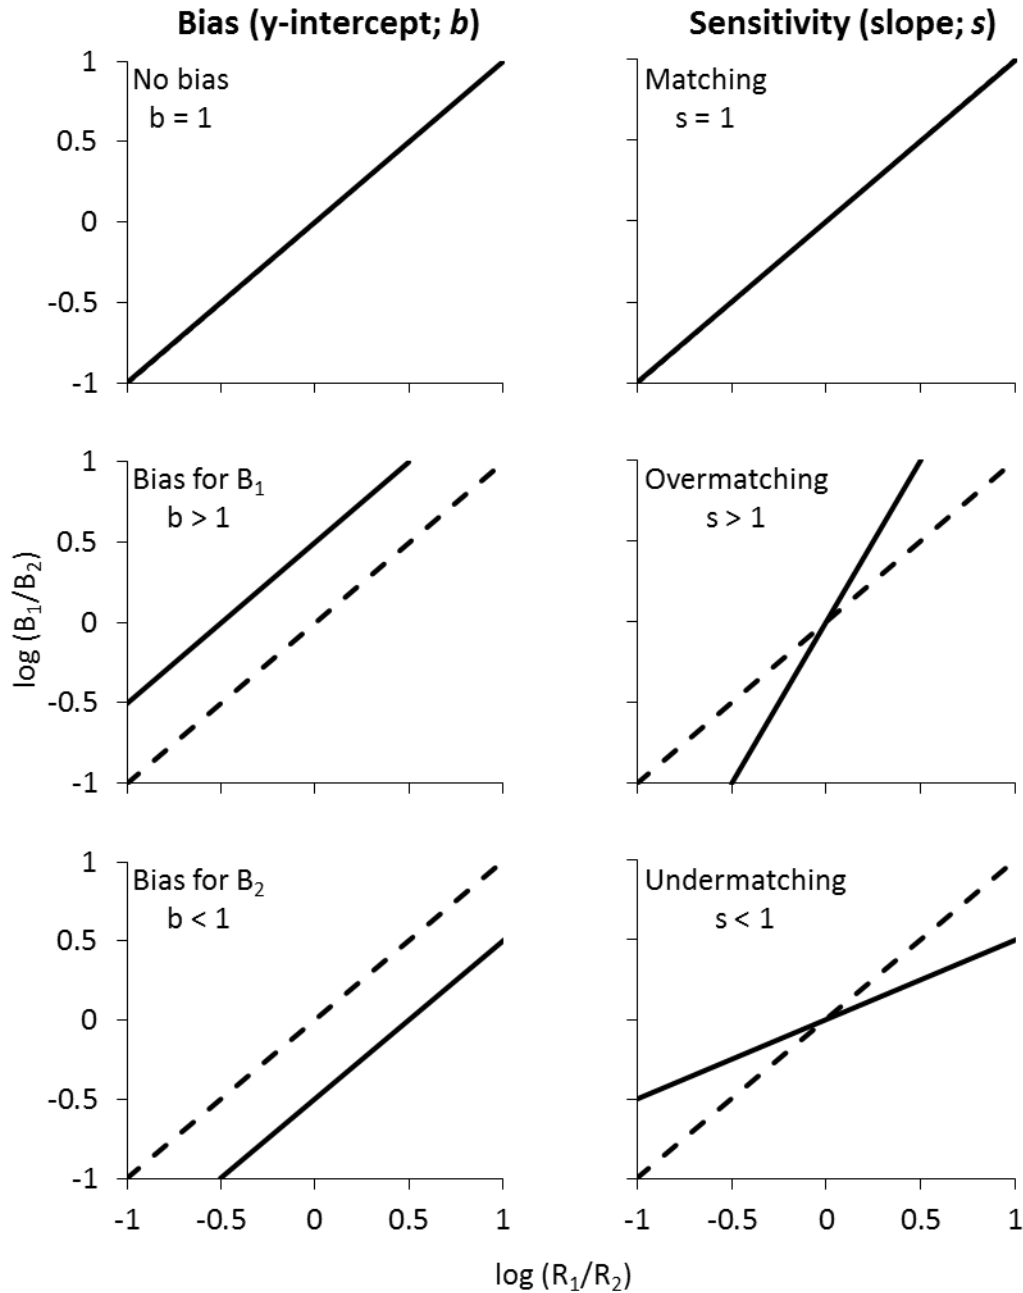 Bias (y-intercept; b)
Sensitivity (slope; s)
No bias
b = 1
1
0.5
0
-0.5
-1
Matching
s = 1
Bias for B₁
b > 1
1
0.5
0
-0.5
-1
Overmatching
s > 1
log (B₁/B₂)
Bias for B₂
b < 1
1
0.5
0
-0.5
-1
-1 -0.5 0 0.5 1
Undermatching
s < 1
-1 -0.5 0 0.5 1
log (R₁/R₂)